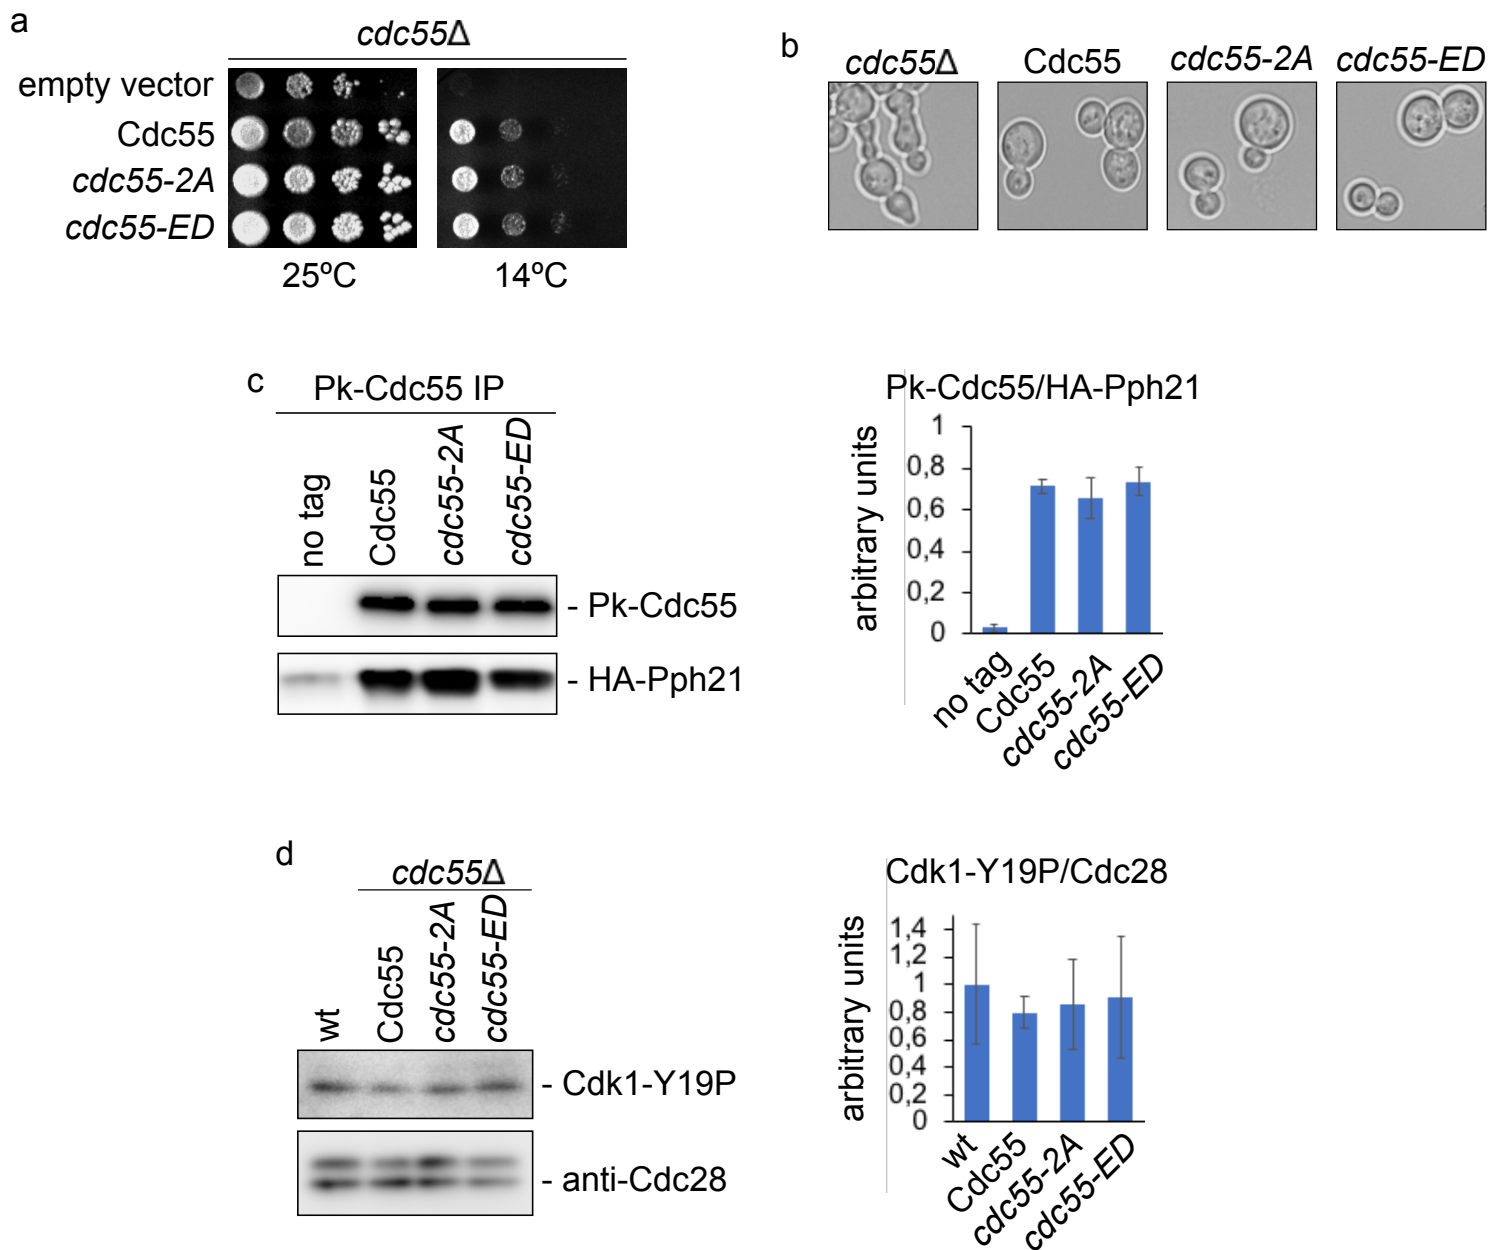 a
cdc55Δ
empty vector
Cdc55
cdc55-2A
cdc55-ED
25ºC
14ºC
b
cdc55Δ
Cdc55
cdc55-2A
cdc55-ED
c
Pk-Cdc55 IP
no tag
Cdc55
cdc55-2A
cdc55-ED
- Pk-Cdc55
- HA-Pph21
Pk-Cdc55/HA-Pph21
arbitrary units
1
0,8
0,6
0,4
0,2
0
no tag
Cdc55
cdc55-2A
cdc55-ED
d
cdc55Δ
wt
Cdc55
cdc55-2A
cdc55-ED
- Cdk1-Y19P
- anti-Cdc28
Cdk1-Y19P/Cdc28
arbitrary units
1,4
1,2
1
0,8
0,6
0,4
0,2
0
wt
Cdc55
cdc55-2A
cdc55-ED